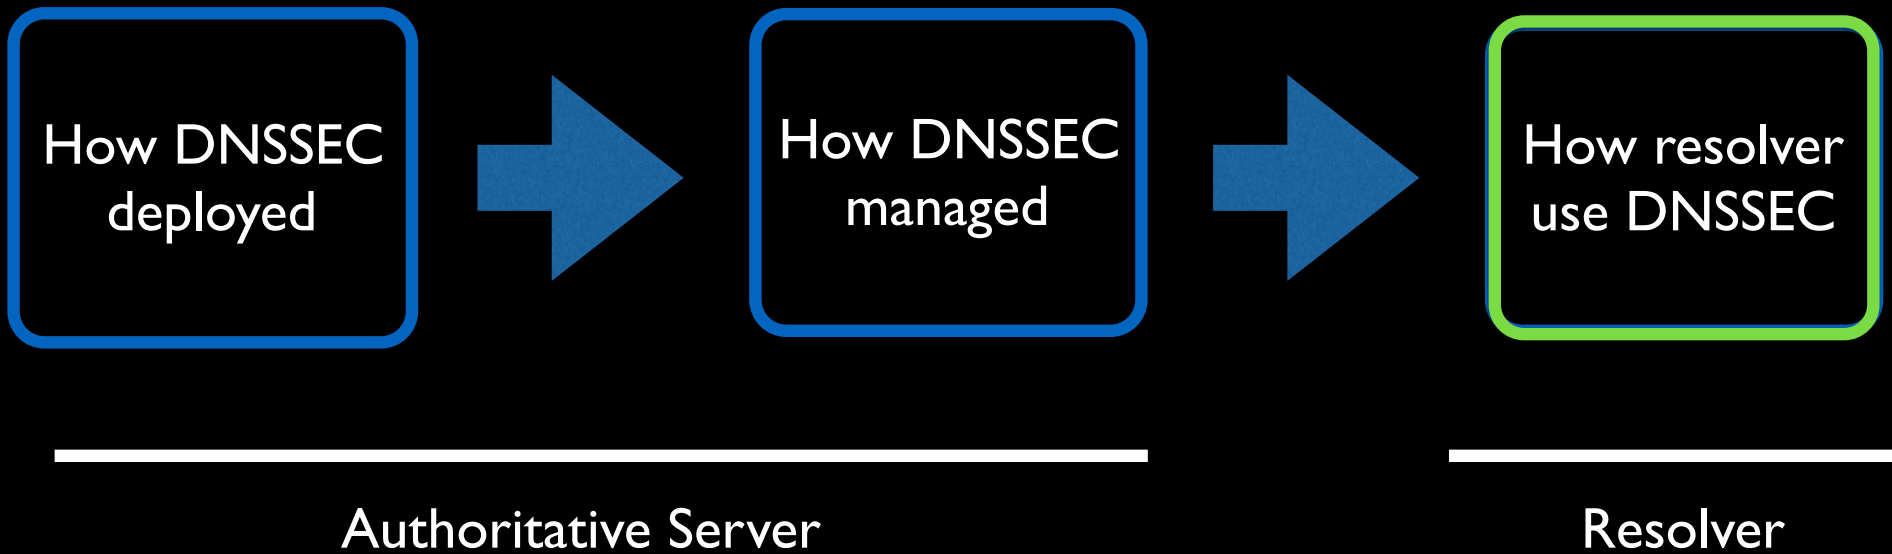 How DNSSEC
deployed
How DNSSEC
managed
How resolver
use DNSSEC
Authoritative Server
Resolver